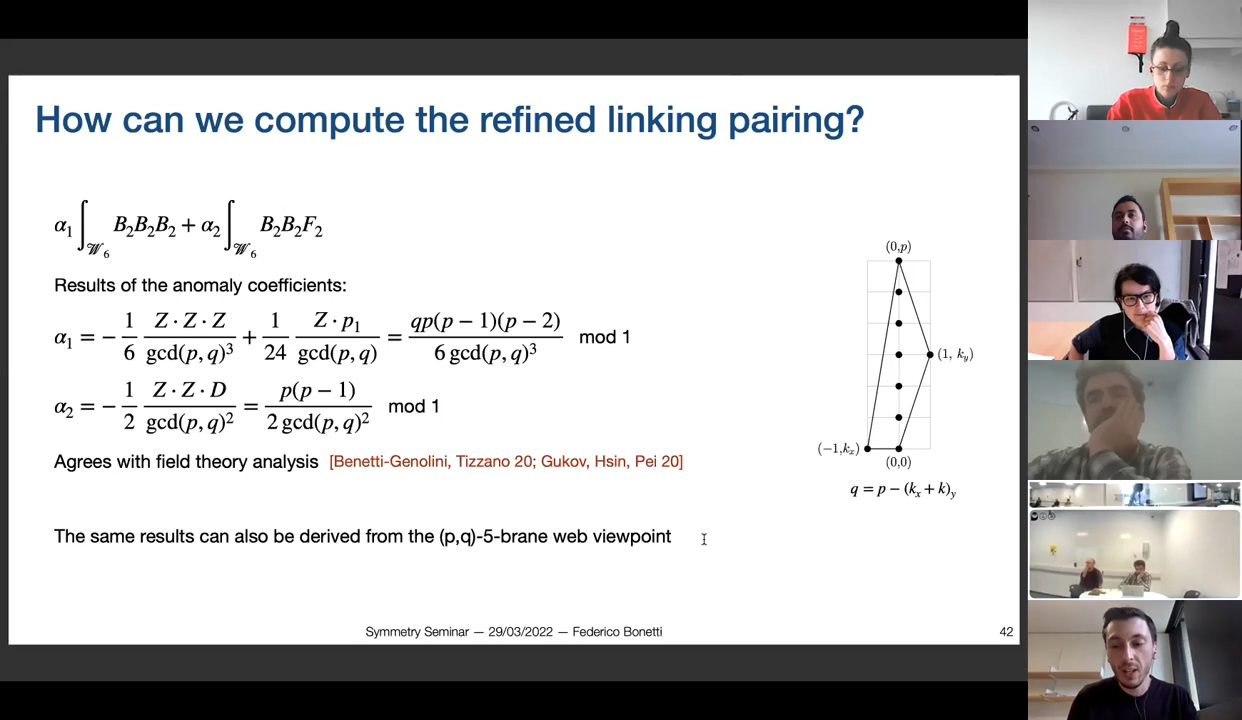 How can we compute the refined linking pairing?
α₁ ∫_𝒲₆ B₂B₂B₂ + α₂ ∫_𝒲₆ B₂B₂F₂
Results of the anomaly coefficients:
α₁ = − 1/6 Z · Z · Z / gcd(p, q)³ + 1/24 Z · p₁ / gcd(p, q) = qp(p − 1)(p − 2) / 6 gcd(p, q)³ mod 1
α₂ = − 1/2 Z · Z · D / gcd(p, q)² = p(p − 1) / 2 gcd(p, q)² mod 1
Agrees with field theory analysis [Benetti-Genolini, Tizzano 20; Gukov, Hsin, Pei 20]
The same results can also be derived from the (p,q)-5-brane web viewpoint
(0,p)
(1, k_y)
(−1,k_x)
(0,0)
q = p − (k_x + k)_y
Symmetry Seminar — 29/03/2022 — Federico Bonetti
42